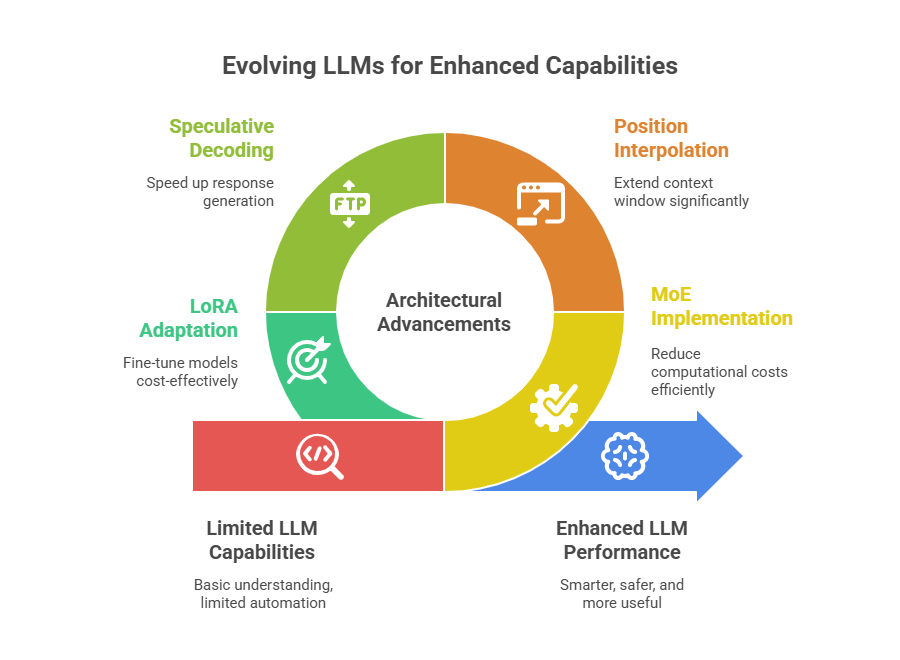 Evolving LLMs for Enhanced Capabilities
Speculative
Decoding
Speed up response
generation
Position
Interpolation
Extend context
window significantly
FTP
Architectural
Advancements
LoRA
Adaptation
Fine-tune models
cost-effectively
MoE
Implementation
Reduce
computational costs
efficiently
</>
Limited LLM
Capabilities
Basic understanding,
limited automation
Enhanced LLM
Performance
Smarter, safer, and
more useful